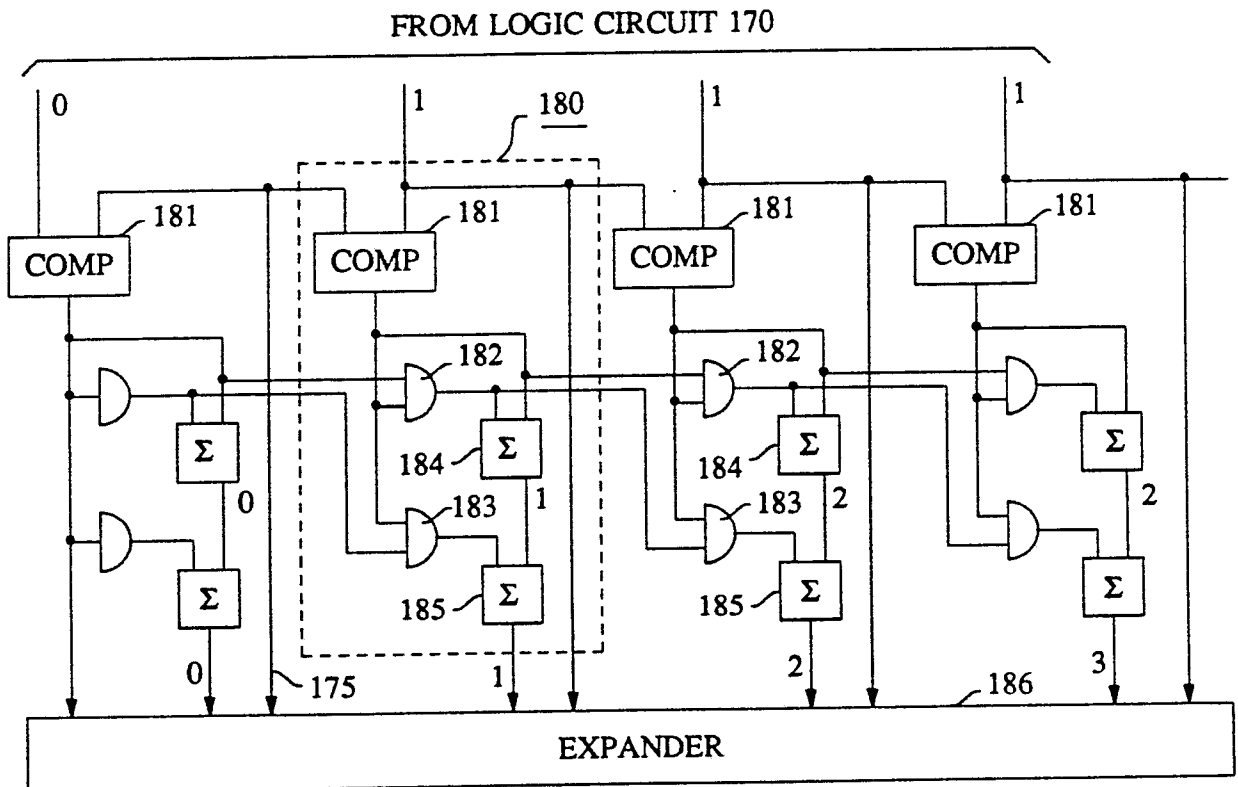 FROM LOGIC CIRCUIT 170
0 1 180 1 1
181 181 181 181
COMP COMP COMP COMP
182 182
Σ Σ Σ Σ
184 184
0 1 2 2
183 183
Σ Σ Σ Σ
185 185
0 175 1 2 3 186
EXPANDER